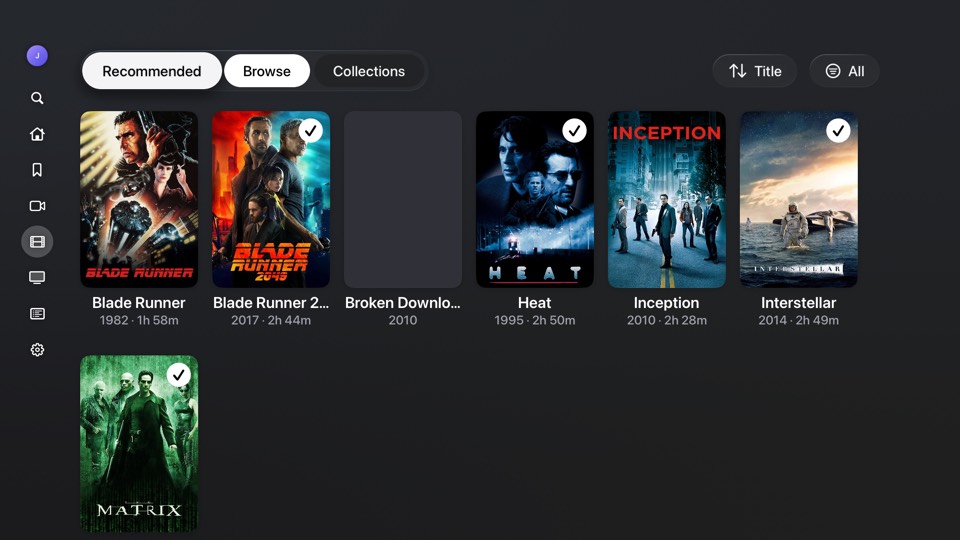 J
Recommended
Browse
Collections
Title
All
BLADE RUNNER
BLADE
RUNNER
2049
HEAT
INCEPTION
INTERSTELLAR
Blade Runner
1982 · 1h 58m
Blade Runner 2...
2017 · 2h 44m
Broken Downlo...
2010
Heat
1995 · 2h 50m
Inception
2010 · 2h 28m
Interstellar
2014 · 2h 49m
MATRIX